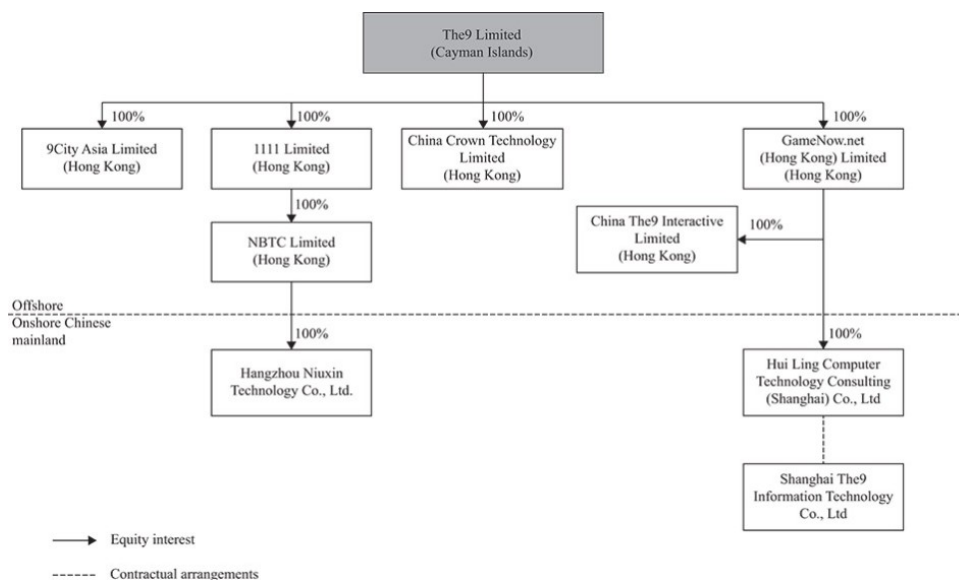 The9 Limited
(Cayman Islands)
100%
100%
100%
100%
9City Asia Limited
(Hong Kong)
1111 Limited
(Hong Kong)
China Crown Technology
Limited
(Hong Kong)
GameNow.net
(Hong Kong) Limited
(Hong Kong)
100%
NBTC Limited
(Hong Kong)
China The9 Interactive
Limited
(Hong Kong)
100%
Offshore
Onshore Chinese
mainland
100%
100%
Hangzhou Niuxin
Technology Co., Ltd.
Hui Ling Computer
Technology Consulting
(Shanghai) Co., Ltd
Shanghai The9
Information Technology
Co., Ltd
Equity interest
Contractual arrangements